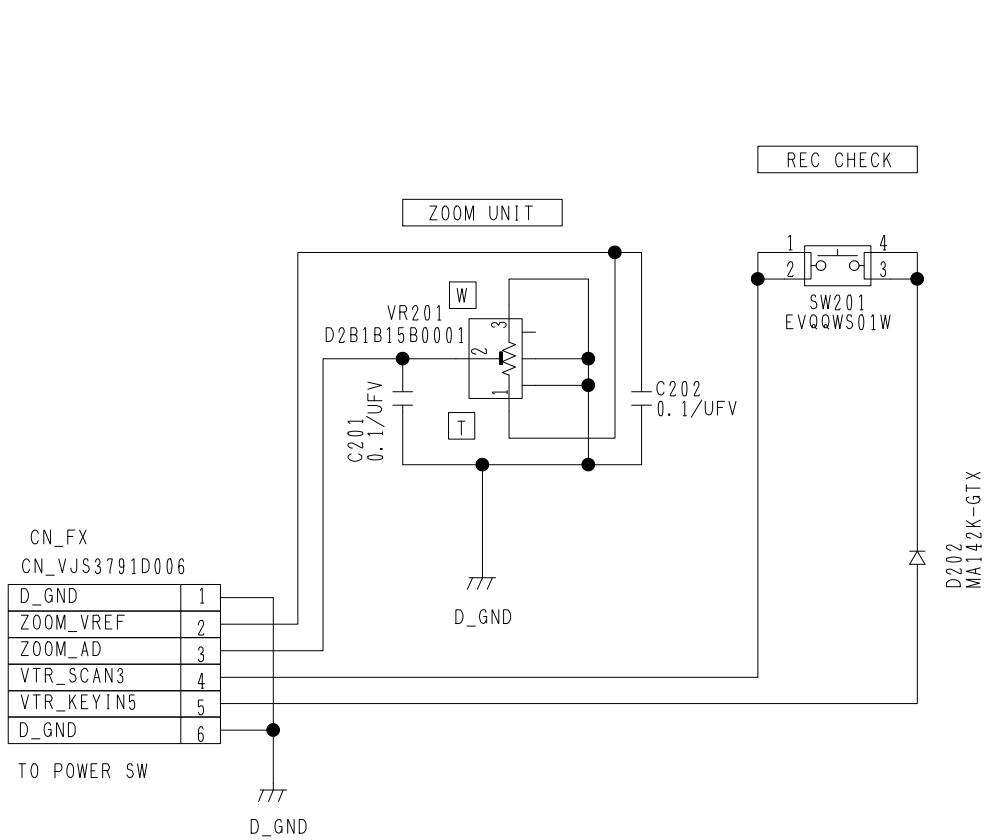 REC CHECK
ZOOM UNIT
1
4
2
3
SW201
EVQQWS01W
W
VR201
D2B1B15B0001
3
2
1
T
C201
0.1/UFV
C202
0.1/UFV
D202
MA142K-GTX
CN_FX
CN_VJS3791D006
D_GND 1
ZOOM_VREF 2
ZOOM_AD 3
VTR_SCAN3 4
VTR_KEYIN5 5
D_GND 6
D_GND
TO POWER SW
D_GND